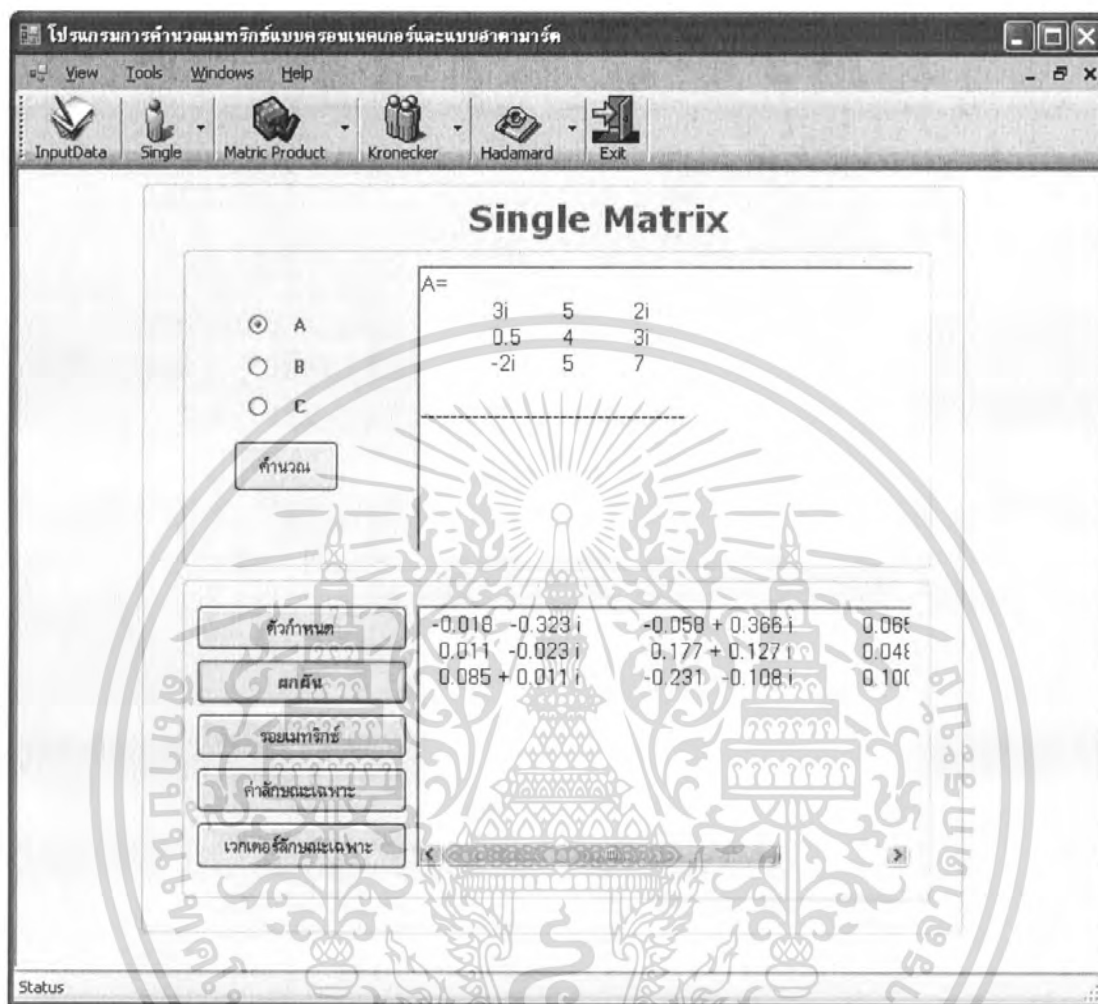 โปรแกรมการคำนวณเมทริกซ์แบบครอนเนคเกอร์และแบบฮาดามาร์ด
View Tools Windows Help
InputData Single Matric Product Kronecker Hadamard Exit
Single Matrix
A
B
C
คำนวณ
A=
3i 5 2i
0.5 4 3i
-2i 5 7
ตัวกำหนด
ผกผัน
รอยเมทริกซ์
ค่าลักษณะเฉพาะ
เวกเตอร์ลักษณะเฉพาะ
-0.018 -0.323 i -0.058 + 0.366 i 0.065
0.011 -0.023 i 0.177 + 0.127 i 0.048
0.085 + 0.011 i -0.231 -0.108 i 0.100
Status